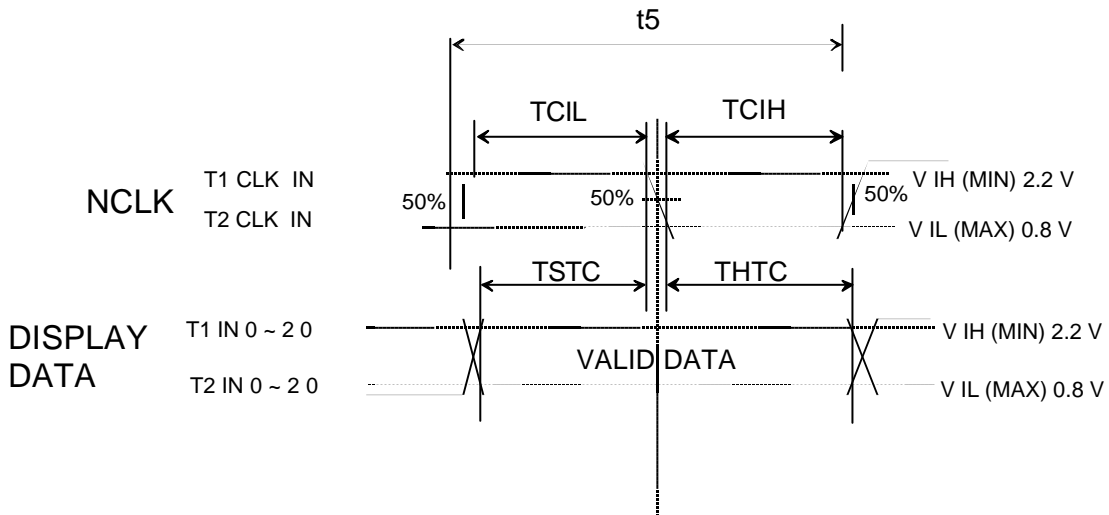 t5
TCIL
TCIH
NCLK
T1 CLK IN
T2 CLK IN
50%
50%
50%
V IH (MIN) 2.2 V
V IL (MAX) 0.8 V
TSTC
THTC
DISPLAY
DATA
T1 IN 0 ~ 2 0
T2 IN 0 ~ 2 0
VALID DATA
V IH (MIN) 2.2 V
V IL (MAX) 0.8 V